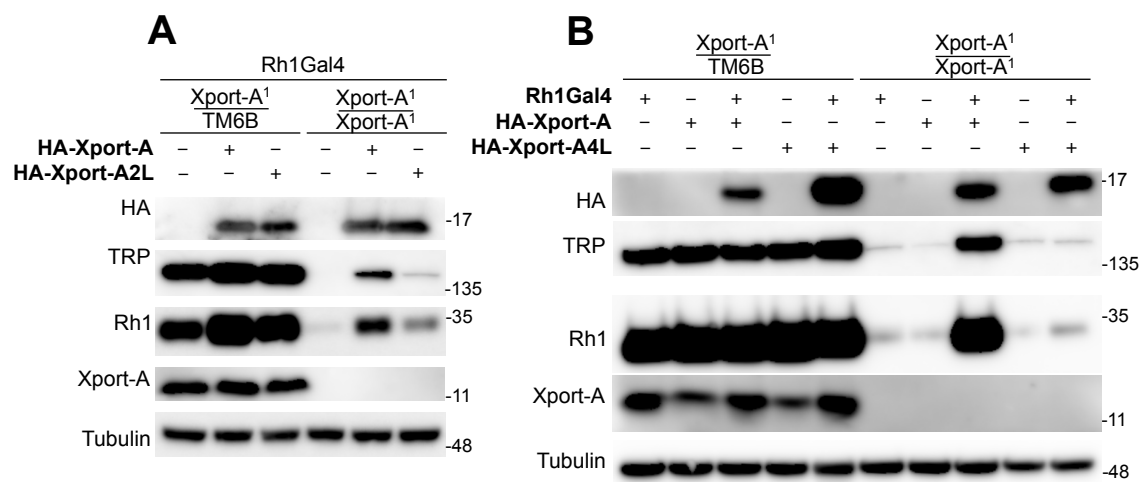 A
Rh1Gal4
Xport-A¹ Xport-A¹
TM6B Xport-A¹
HA-Xport-A – + – – + –
HA-Xport-A2L – – + – – +
HA -17
TRP -135
Rh1 -35
Xport-A -11
Tubulin -48
B
Xport-A¹ Xport-A¹
TM6B Xport-A¹
Rh1Gal4 + – + – + + – + – +
HA-Xport-A – + + – – – + + – –
HA-Xport-A4L – – – + + – – – + +
HA -17
TRP -135
Rh1 -35
Xport-A -11
Tubulin -48